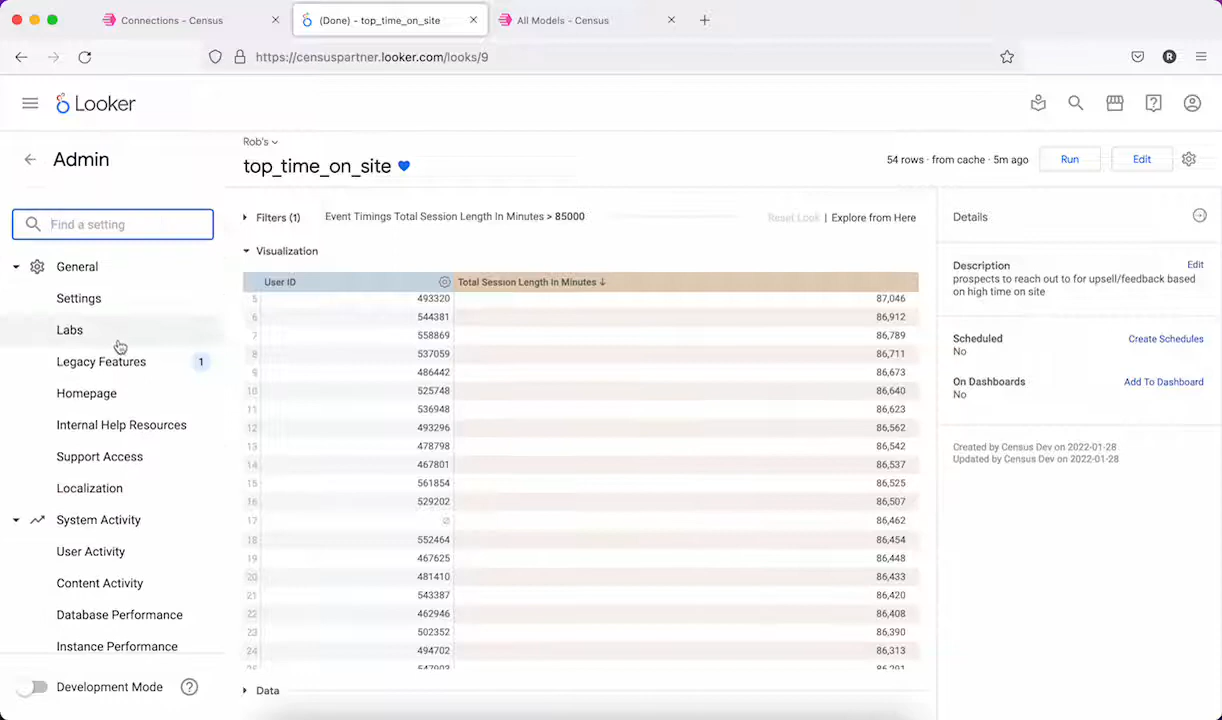 Connections - Census
(Done) - top_time_on_site
All Models - Census
https://censuspartner.looker.com/looks/9
R
Looker
Admin
Find a setting
General
Settings
Labs
Legacy Features 1
Homepage
Internal Help Resources
Support Access
Localization
System Activity
User Activity
Content Activity
Database Performance
Instance Performance
Development Mode
Rob's
top_time_on_site
54 rows · from cache · 5m ago
Run
Edit
Filters (1) Event Timings Total Session Length In Minutes > 85000
Reset Look | Explore from Here
Visualization
User ID Total Session Length In Minutes ↓
5 493320 87,046
6 544381 86,912
7 558869 86,789
8 537059 86,711
9 486442 86,673
10 525748 86,640
11 536948 86,623
12 493296 86,562
13 478798 86,542
14 467801 86,537
15 561854 86,525
16 529202 86,507
17 ∅ 86,462
18 552464 86,454
19 467625 86,448
20 481410 86,433
21 543387 86,420
22 462946 86,408
23 502352 86,390
24 494702 86,313
Data
Details
Description Edit
prospects to reach out to for upsell/feedback based
on high time on site
Scheduled Create Schedules
No
On Dashboards Add To Dashboard
No
Created by Census Dev on 2022-01-28
Updated by Census Dev on 2022-01-28